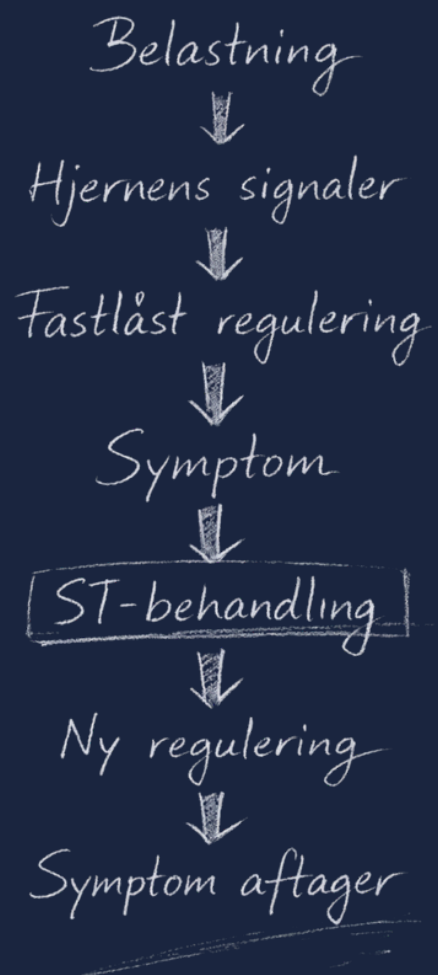 Belastning
Hjernens signaler
Fastlåst regulering
Symptom
ST-behandling
Ny regulering
Symptom aftager